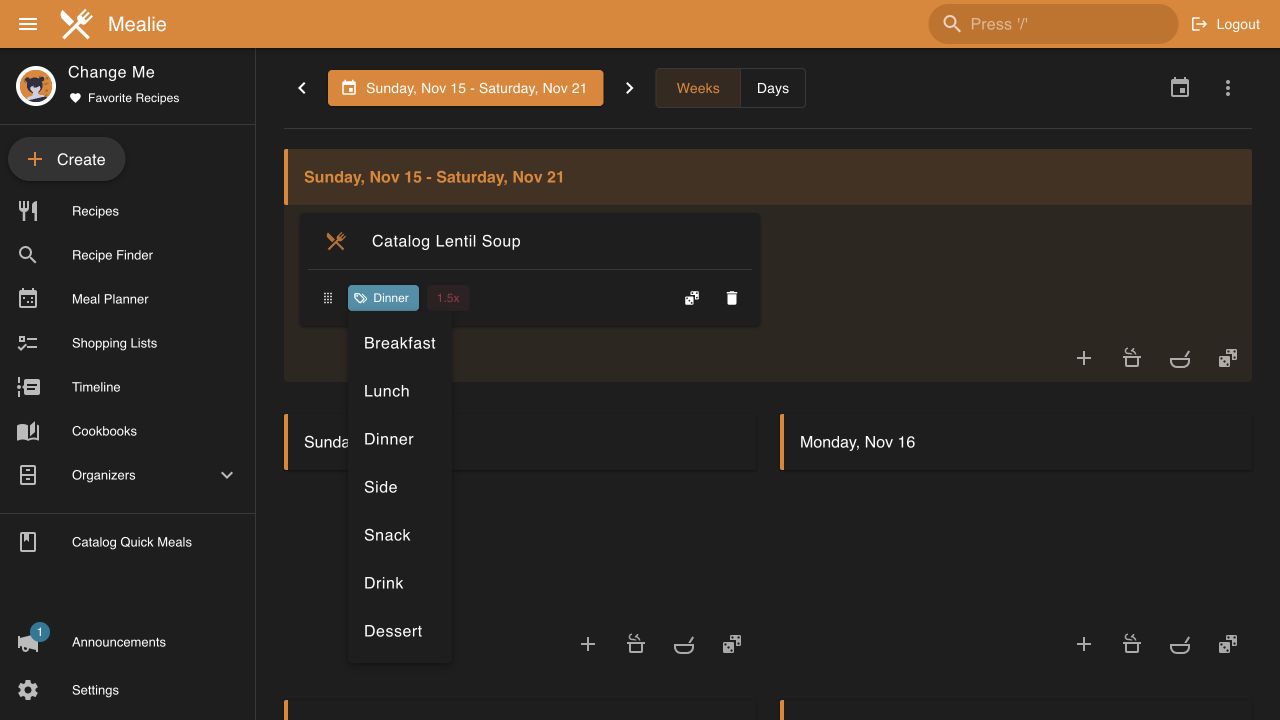 Mealie
Press '/'
Logout
Change Me
Favorite Recipes
Sunday, Nov 15 - Saturday, Nov 21
Weeks
Days
Create
Recipes
Recipe Finder
Meal Planner
Shopping Lists
Timeline
Cookbooks
Organizers
Catalog Quick Meals
Announcements
1
Settings
Sunday, Nov 15 - Saturday, Nov 21
Catalog Lentil Soup
Dinner
1.5x
Breakfast
Lunch
Dinner
Side
Snack
Drink
Dessert
Monday, Nov 16